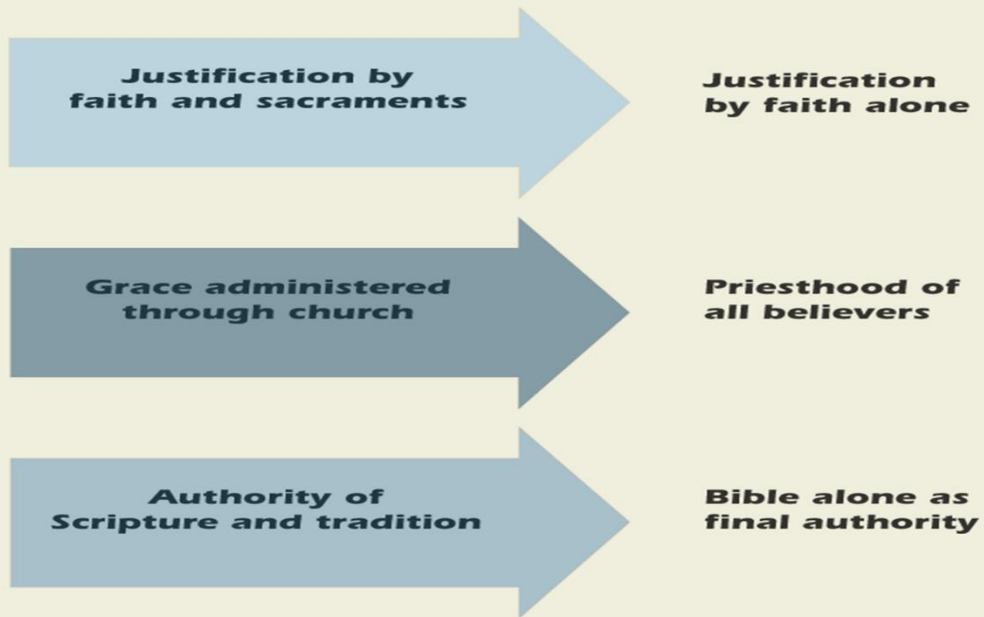 Justification by
faith and sacraments
Justification
by faith alone
Grace administered
through church
Priesthood of
all believers
Authority of
Scripture and tradition
Bible alone as
final authority